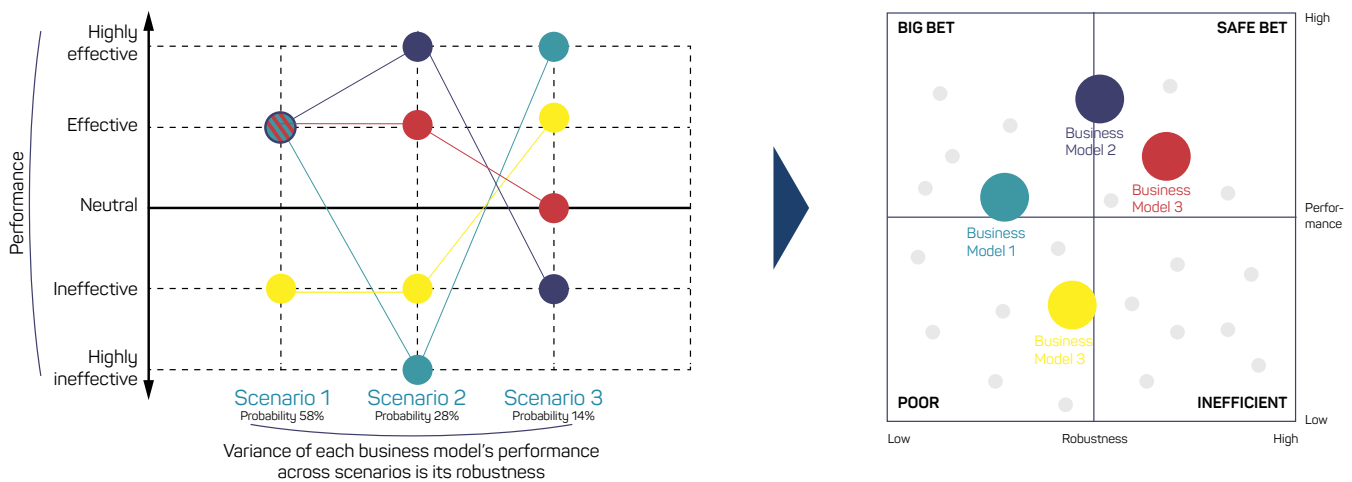 Highly
effective
Effective
Neutral
Ineffective
Highly
ineffective
Performance
Scenario 1
Probability 58%
Scenario 2
Probability 28%
Scenario 3
Probability 14%
Variance of each business model's performance
across scenarios is its robustness
BIG BET
SAFE BET
High
Business
Model 2
Business
Model 3
Business
Model 1
Perfor-
mance
Business
Model 3
POOR
INEFFICIENT
Low
Low
Robustness
High